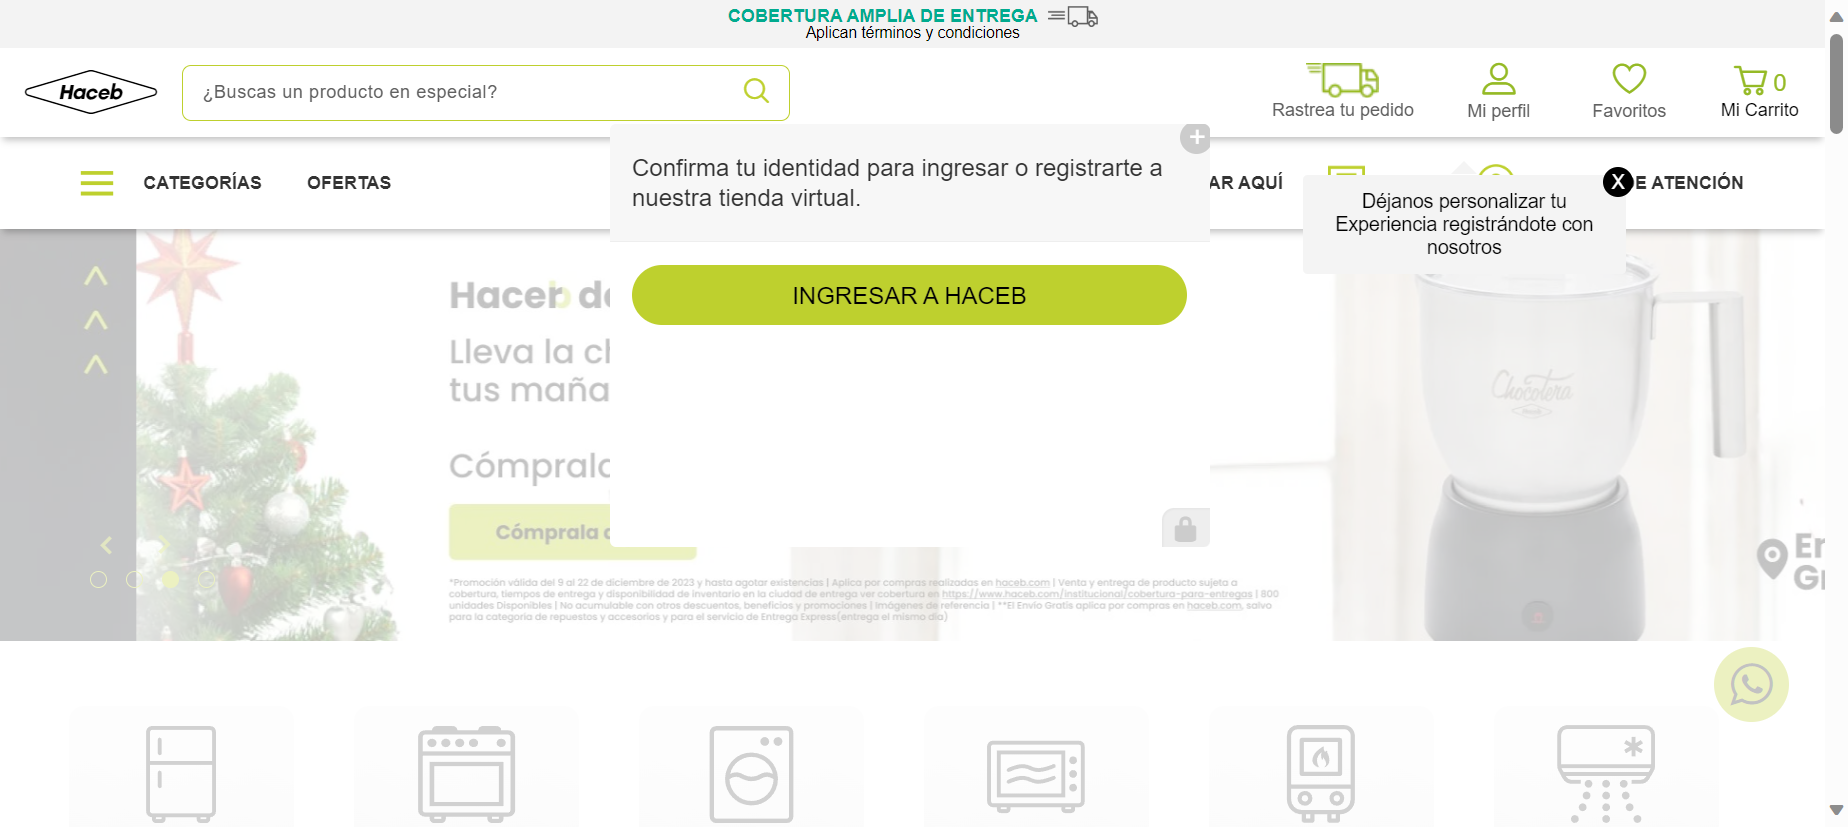 COBERTURA AMPLIA DE ENTREGA
Aplican términos y condiciones
Haceb
¿Buscas un producto en especial?
Rastrea tu pedido
Mi perfil
Favoritos
0
Mi Carrito
CATEGORÍAS
OFERTAS
AR AQUÍ
E ATENCIÓN
Confirma tu identidad para ingresar o registrarte a
nuestra tienda virtual.
INGRESAR A HACEB
X
Déjanos personalizar tu
Experiencia registrándote con
nosotros
Lleva la
tus maña
Cómprala
Cómprala
Chocotera
*Promoción válida del 9 al 22 de diciembre de 2023 y hasta agotar existencias | Aplica por compras realizadas en haceb.com | Venta y entrega de producto sujeta a
cobertura, tiempos de entrega y disponibilidad de inventario en la ciudad de entrega ver cobertura en https://www.haceb.com/institucional/cobertura-para-entregas | 800
unidades Disponibles | No acumulable con otros descuentos, beneficios y promociones | Imágenes de referencia | **El Envío Gratis aplica por compras en haceb.com, salvo
para la categoria de repuestos y accesorios y para el servicio de Entrega Express(entrega el mismo día)